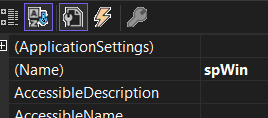 (ApplicationSettings)
(Name) spWin
AccessibleDescription
AccessibleName